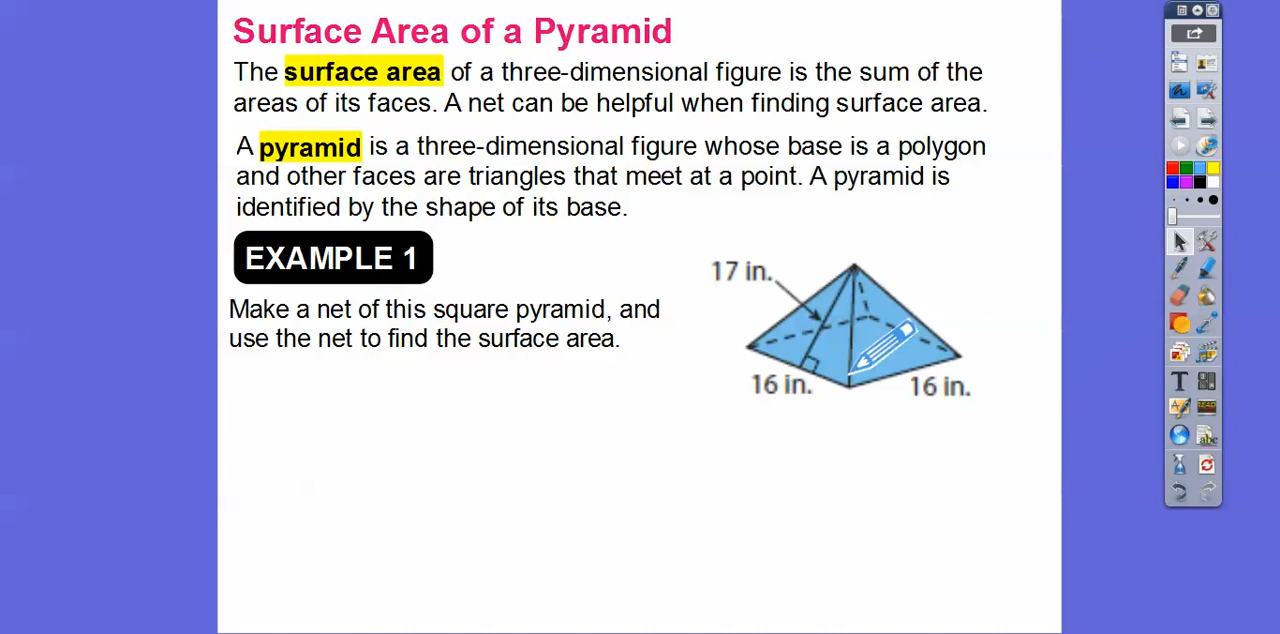 Surface Area of a Pyramid
The surface area of a three-dimensional figure is the sum of the
areas of its faces. A net can be helpful when finding surface area.
A pyramid is a three-dimensional figure whose base is a polygon
and other faces are triangles that meet at a point. A pyramid is
identified by the shape of its base.
EXAMPLE 1
Make a net of this square pyramid, and
use the net to find the surface area.
17 in.
16 in.
16 in.